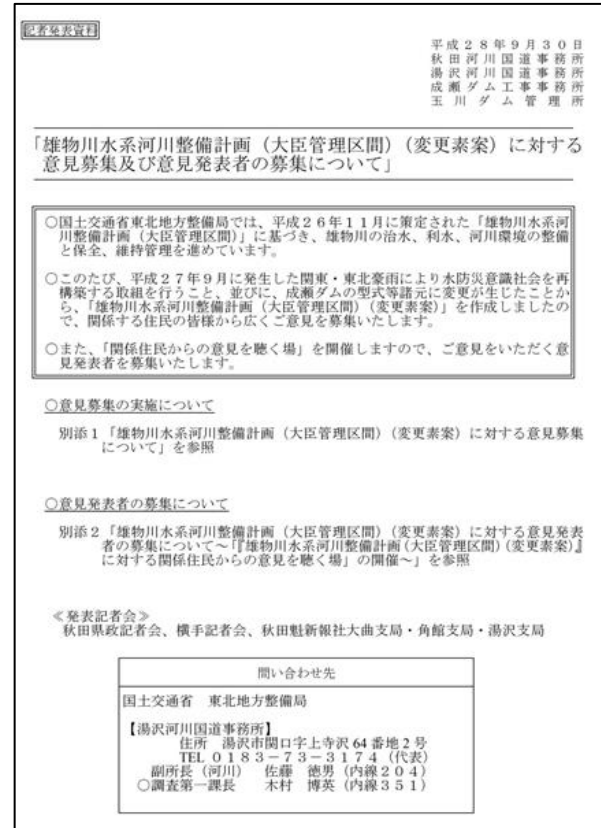 記者発表資料
平成２８年９月３０日
秋田河川国道事務所
湯沢河川国道事務所
成瀬ダム工事事務所
玉川ダム管理所
「雄物川水系河川整備計画（大臣管理区間）（変更素案）に対する
意見募集及び意見発表者の募集について」
○国土交通省東北地方整備局では、平成２６年１１月に策定された「雄物川水系河
川整備計画（大臣管理区間）」に基づき、雄物川の治水、利水、河川環境の整備
と保全、維持管理を進めています。
○このたび、平成２７年９月に発生した関東・東北豪雨により水防災意識社会を再
構築する取組を行うこと、並びに、成瀬ダムの型式等諸元に変更が生じたことか
ら、「雄物川水系河川整備計画（大臣管理区間）（変更素案）」を作成しましたの
で、関係する住民の皆様から広くご意見を募集いたします。
○また、「関係住民からの意見を聴く場」を開催しますので、ご意見をいただく意
見発表者を募集いたします。
○意見募集の実施について
別添１「雄物川水系河川整備計画（大臣管理区間）（変更素案）に対する意見募集
について」を参照
○意見発表者の募集について
別添２「雄物川水系河川整備計画（大臣管理区間）（変更素案）に対する意見発表
者の募集について～「『雄物川水系河川整備計画（大臣管理区間）（変更素案）』
に対する関係住民からの意見を聴く場」の開催～」を参照
≪発表記者会≫
秋田県政記者会、横手記者会、秋田魁新報社大曲支局・角館支局・湯沢支局
問い合わせ先
国土交通省　東北地方整備局
【湯沢河川国道事務所】
住所　湯沢市関口字上寺沢 64 番地２号
TEL ０１８３－７３－３１７４（代表）
副所長（河川）　佐藤　徳男（内線２０４）
○調査第一課長　木村　博英（内線３５１）